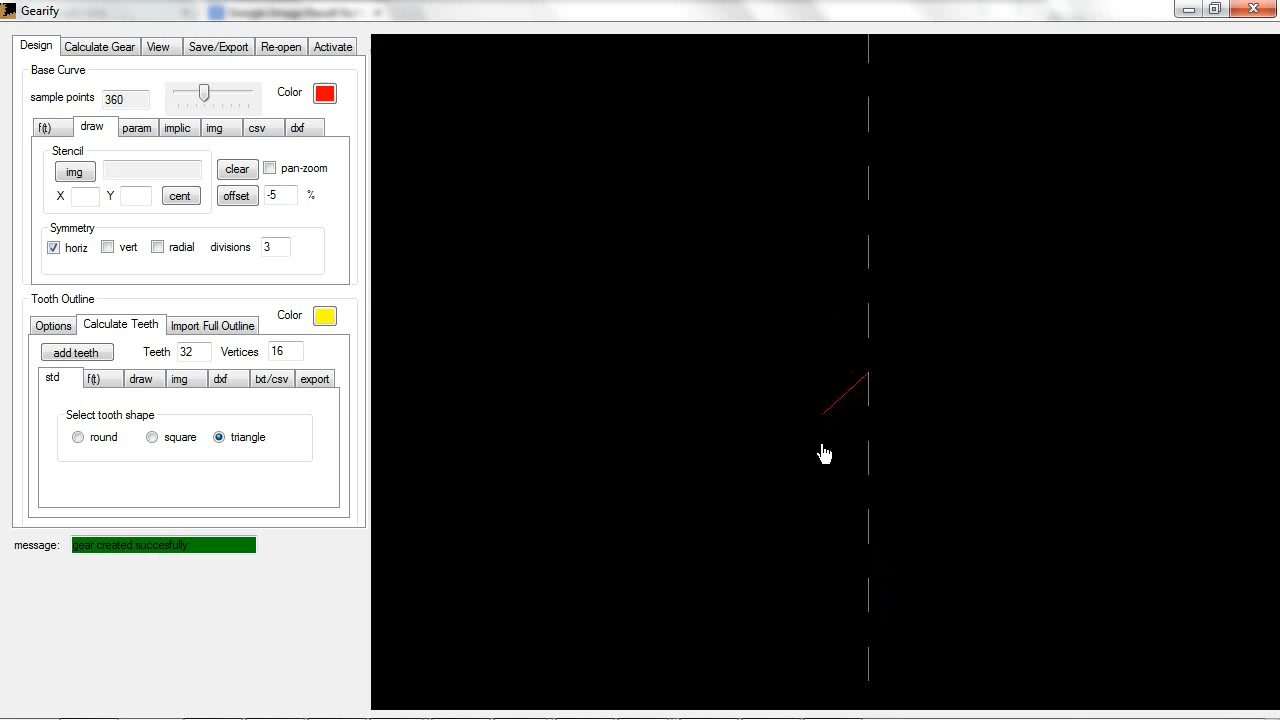 Gearify
Design Calculate Gear View Save/Export Re-open Activate
Base Curve
sample points 360 Color
f(t) draw param implic img csv dxf
Stencil
img clear pan-zoom
X Y cent offset -5 %
Symmetry
horiz vert radial divisions 3
Tooth Outline
Color
Options Calculate Teeth Import Full Outline
add teeth Teeth 32 Vertices 16
std f(t) draw img dxf txt/csv export
Select tooth shape
round square triangle
message: gear created succesfully